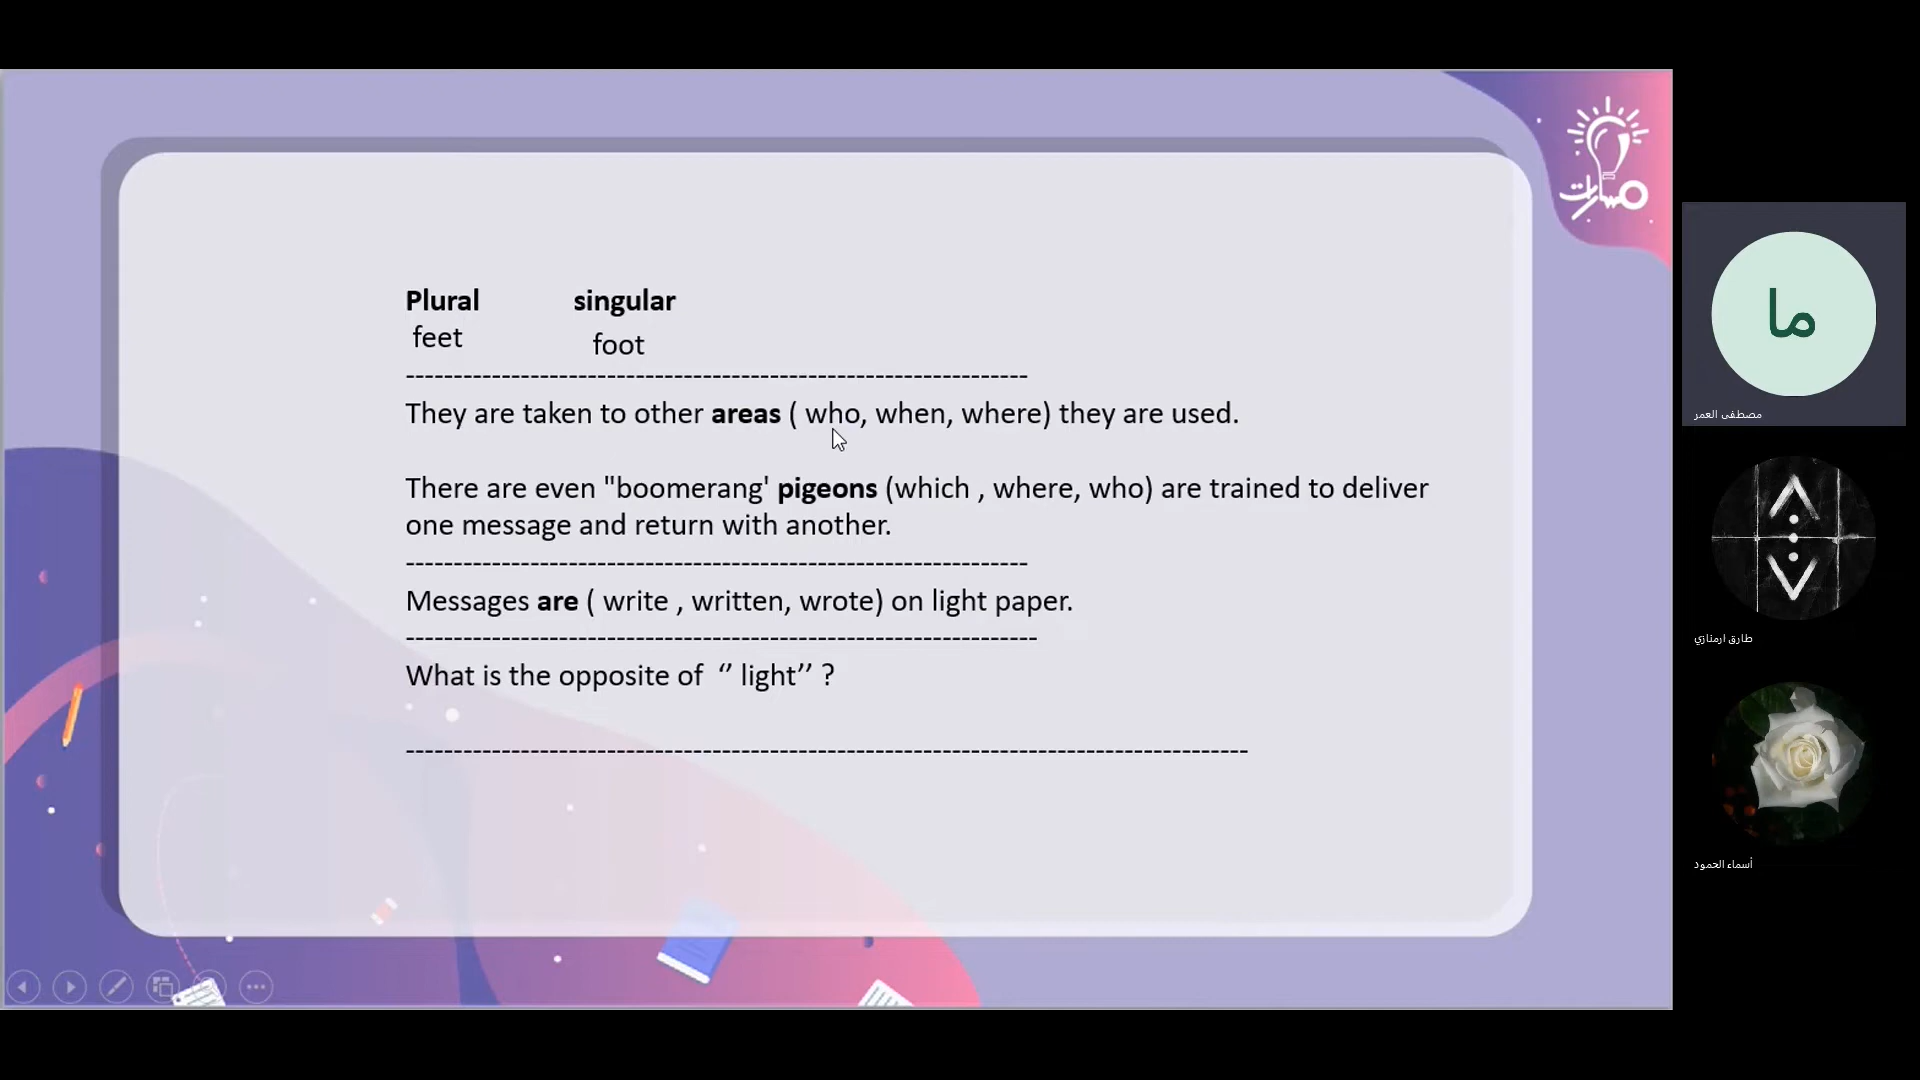 مسارات
Plural singular
feet foot
---------------------------------------------------------------
They are taken to other areas ( who, when, where) they are used.
There are even "boomerang' pigeons (which , where, who) are trained to deliver
one message and return with another.
---------------------------------------------------------------
Messages are ( write , written, wrote) on light paper.
----------------------------------------------------------------
What is the opposite of ‘’ light’’ ?
-------------------------------------------------------------------------------------
ما
مصطفى العمر
طارق ارمنازي
أسماء الحمود